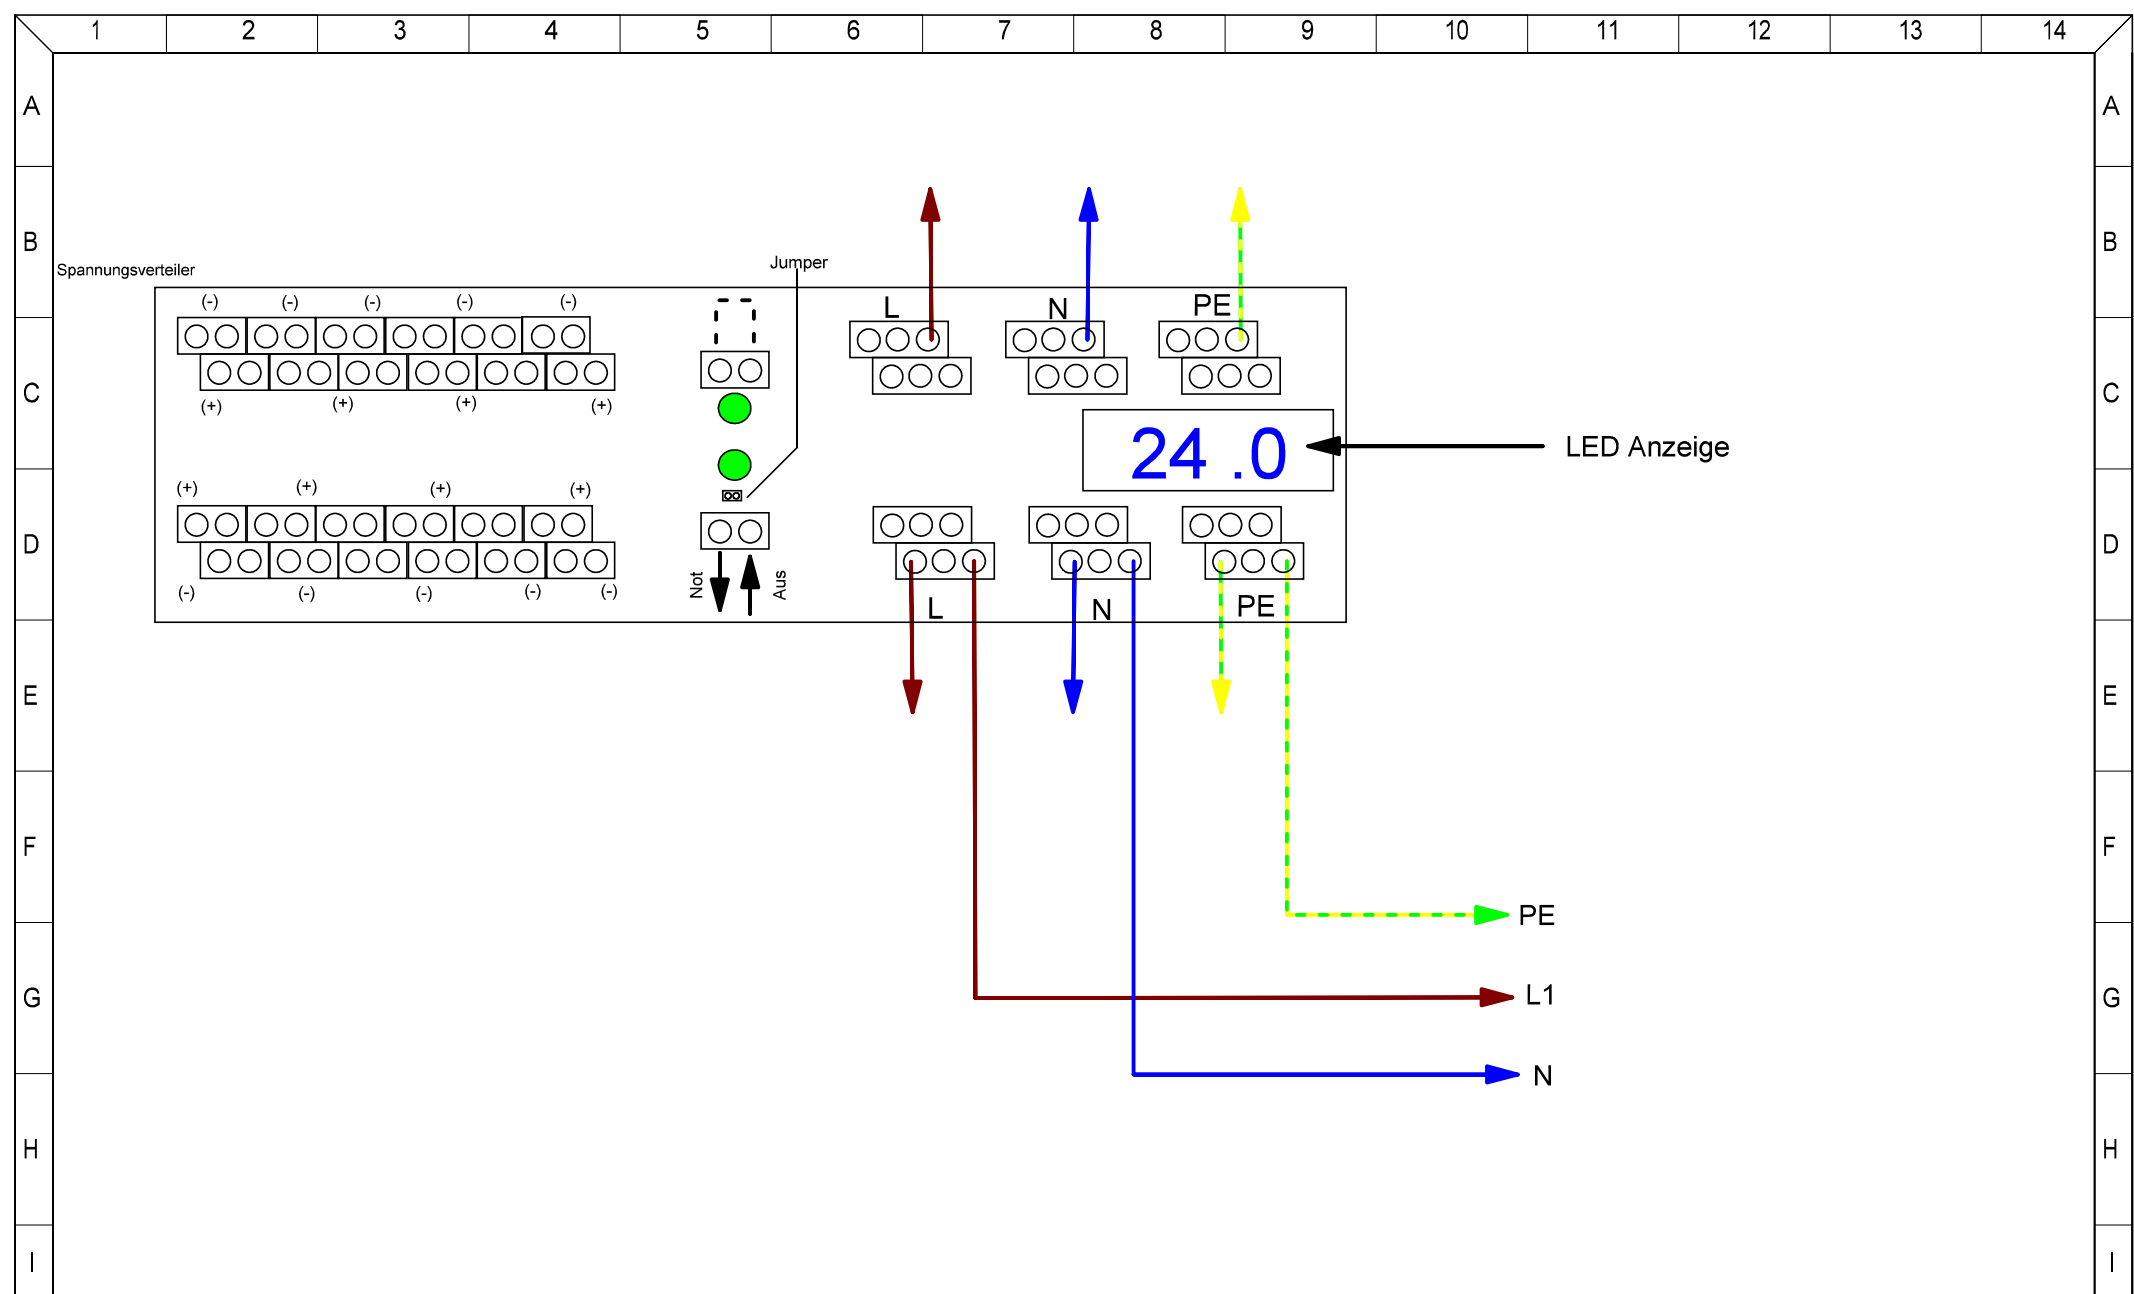 1 2 3 4 5 6 7 8 9 10 11 12 13 14
A A
B B
Spannungsverteiler
Jumper
(-) (-) (-) (-) (-)
L N PE
(+) (+) (+) (+)
C C
24 .0
LED Anzeige
(+) (+) (+) (+)
D D
(-) (-) (-) (-) (-)
Not
Aus
L N PE
E E
F F
PE
G G
L1
N
H H
I I